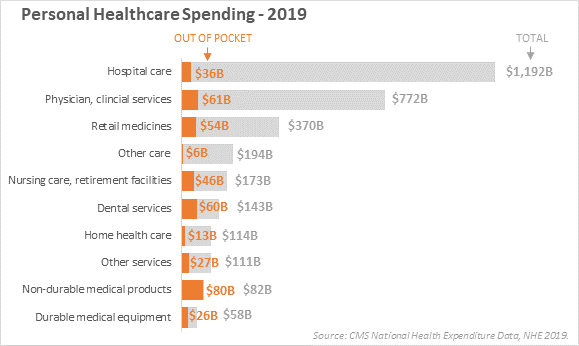 Personal Healthcare Spending - 2019
OUT OF POCKET TOTAL
Hospital care $36B $1,192B
Physician, clincial services $61B $772B
Retail medicines $54B $370B
Other care $6B $194B
Nursing care, retirement facilities $46B $173B
Dental services $60B $143B
Home health care $13B $114B
Other services $27B $111B
Non-durable medical products $80B $82B
Durable medical equipment $26B $58B
Source: CMS National Health Expenditure Data, NHE 2019.